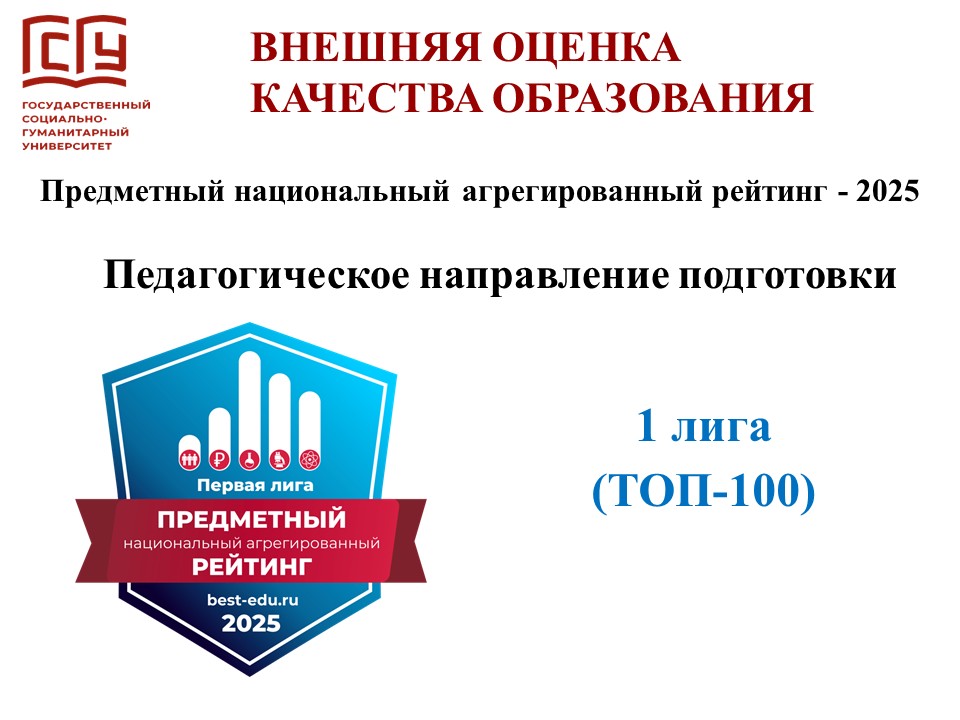 ГСГУ
ГОСУДАРСТВЕННЫЙ
СОЦИАЛЬНО-
ГУМАНИТАРНЫЙ
УНИВЕРСИТЕТ
ВНЕШНЯЯ ОЦЕНКА
КАЧЕСТВА ОБРАЗОВАНИЯ
Предметный национальный агрегированный рейтинг - 2025
Педагогическое направление подготовки
Первая лига
ПРЕДМЕТНЫЙ
национальный агрегированный
РЕЙТИНГ
best-edu.ru
2025
1 лига
(ТОП-100)